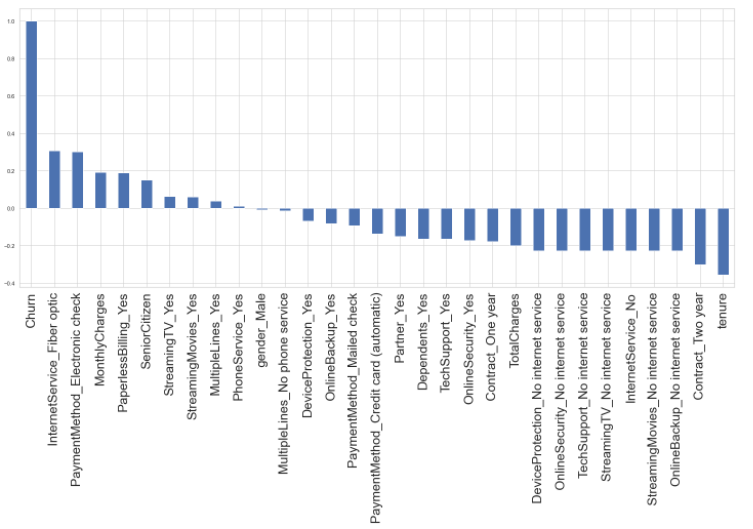 1.0
0.8
0.6
0.4
0.2
0.0
-0.2
-0.4
Churn
InternetService_Fiber optic
PaymentMethod_Electronic check
MonthlyCharges
PaperlessBilling_Yes
SeniorCitizen
StreamingTV_Yes
StreamingMovies_Yes
MultipleLines_Yes
PhoneService_Yes
gender_Male
MultipleLines_No phone service
DeviceProtection_Yes
OnlineBackup_Yes
PaymentMethod_Mailed check
PaymentMethod_Credit card (automatic)
Partner_Yes
Dependents_Yes
TechSupport_Yes
OnlineSecurity_Yes
Contract_One year
TotalCharges
DeviceProtection_No internet service
OnlineSecurity_No internet service
TechSupport_No internet service
StreamingTV_No internet service
InternetService_No
StreamingMovies_No internet service
OnlineBackup_No internet service
Contract_Two year
tenure